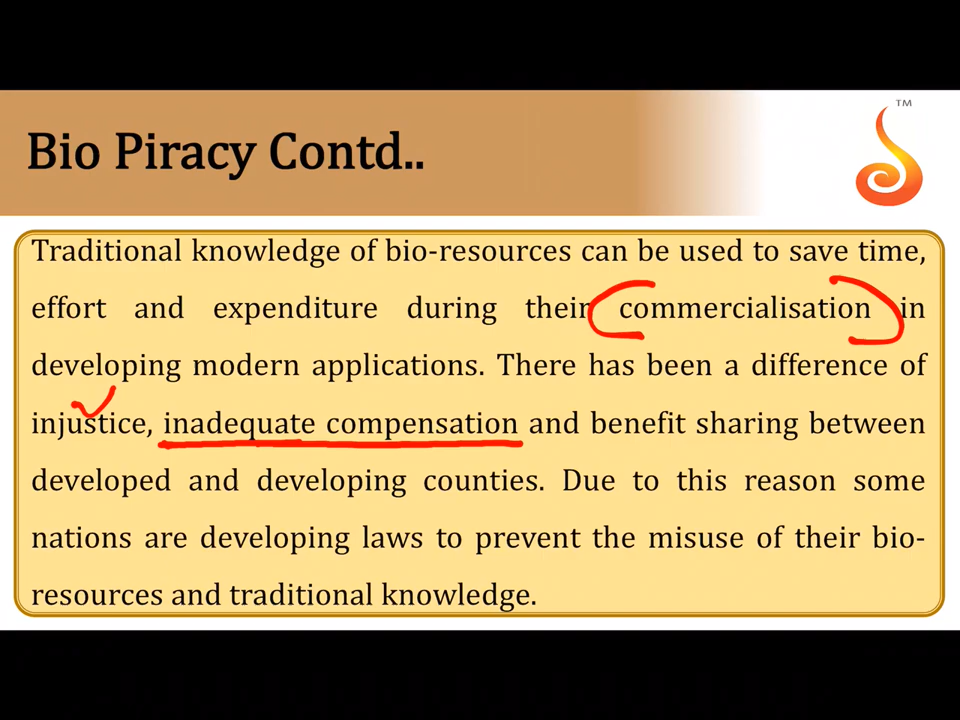 Bio Piracy Contd..
TM
Traditional knowledge of bio-resources can be used to save time,
effort and expenditure during their commercialisation in
developing modern applications. There has been a difference of
injustice, inadequate compensation and benefit sharing between
developed and developing counties. Due to this reason some
nations are developing laws to prevent the misuse of their bio-
resources and traditional knowledge.